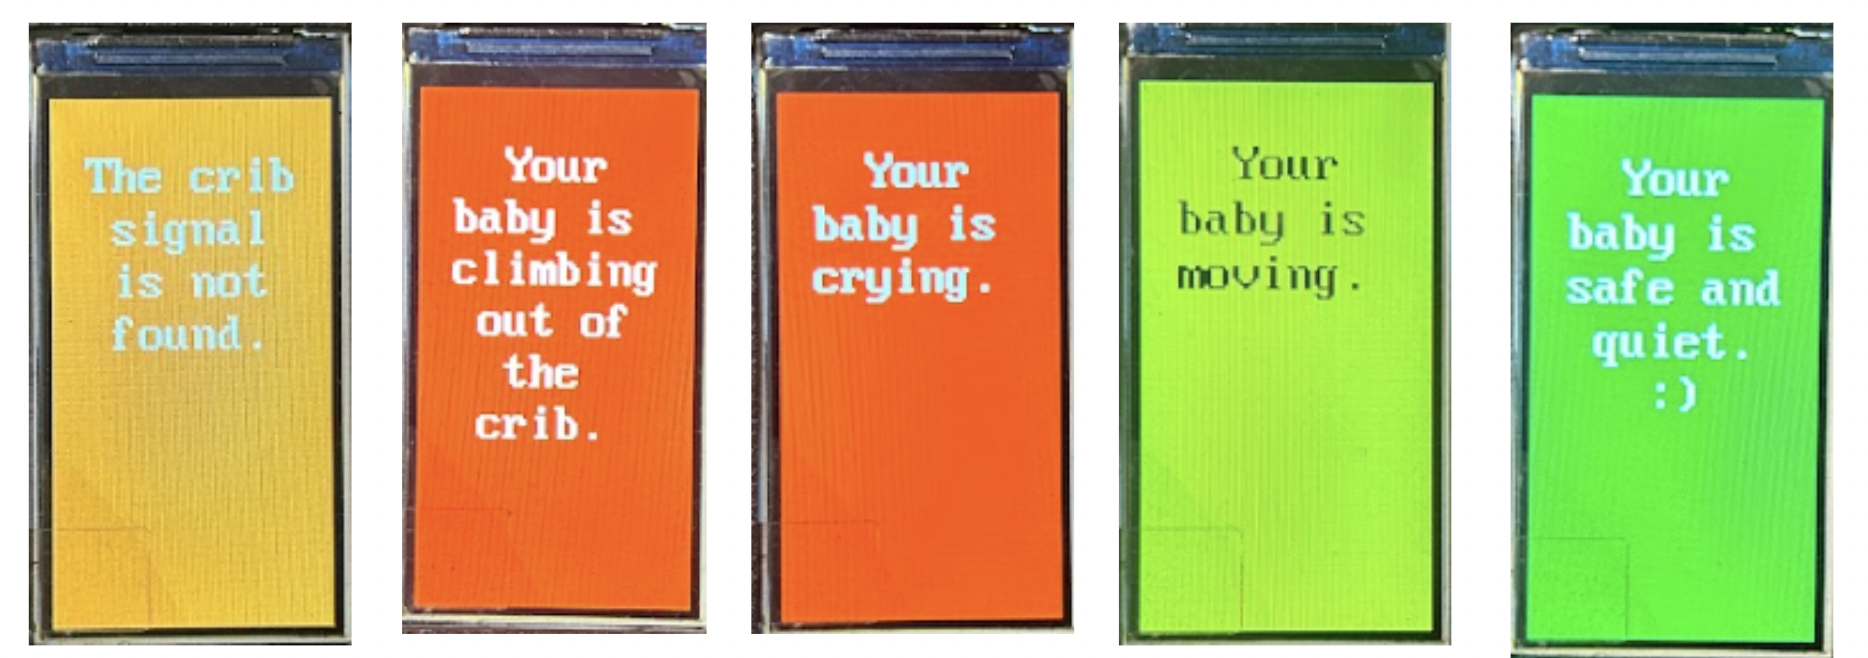 The crib
signal
is not
found.
Your
baby is
climbing
out of
the
crib.
Your
baby is
crying.
Your
baby is
moving.
Your
baby is
safe and
quiet.
:)